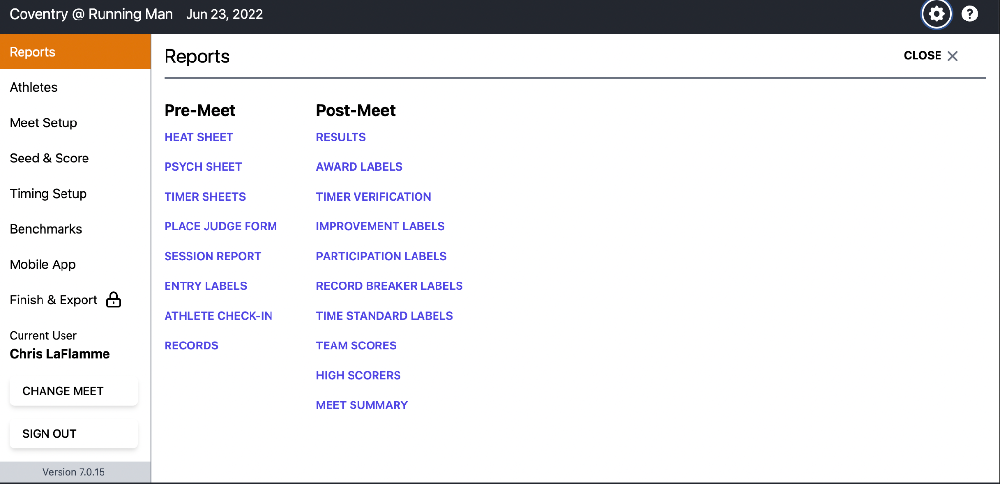 Coventry @ Running Man Jun 23, 2022
Reports
Athletes
Meet Setup
Seed & Score
Timing Setup
Benchmarks
Mobile App
Finish & Export
Current User
Chris LaFlamme
CHANGE MEET
SIGN OUT
Version 7.0.15
Reports
CLOSE
Pre-Meet
HEAT SHEET
PSYCH SHEET
TIMER SHEETS
PLACE JUDGE FORM
SESSION REPORT
ENTRY LABELS
ATHLETE CHECK-IN
RECORDS
Post-Meet
RESULTS
AWARD LABELS
TIMER VERIFICATION
IMPROVEMENT LABELS
PARTICIPATION LABELS
RECORD BREAKER LABELS
TIME STANDARD LABELS
TEAM SCORES
HIGH SCORERS
MEET SUMMARY